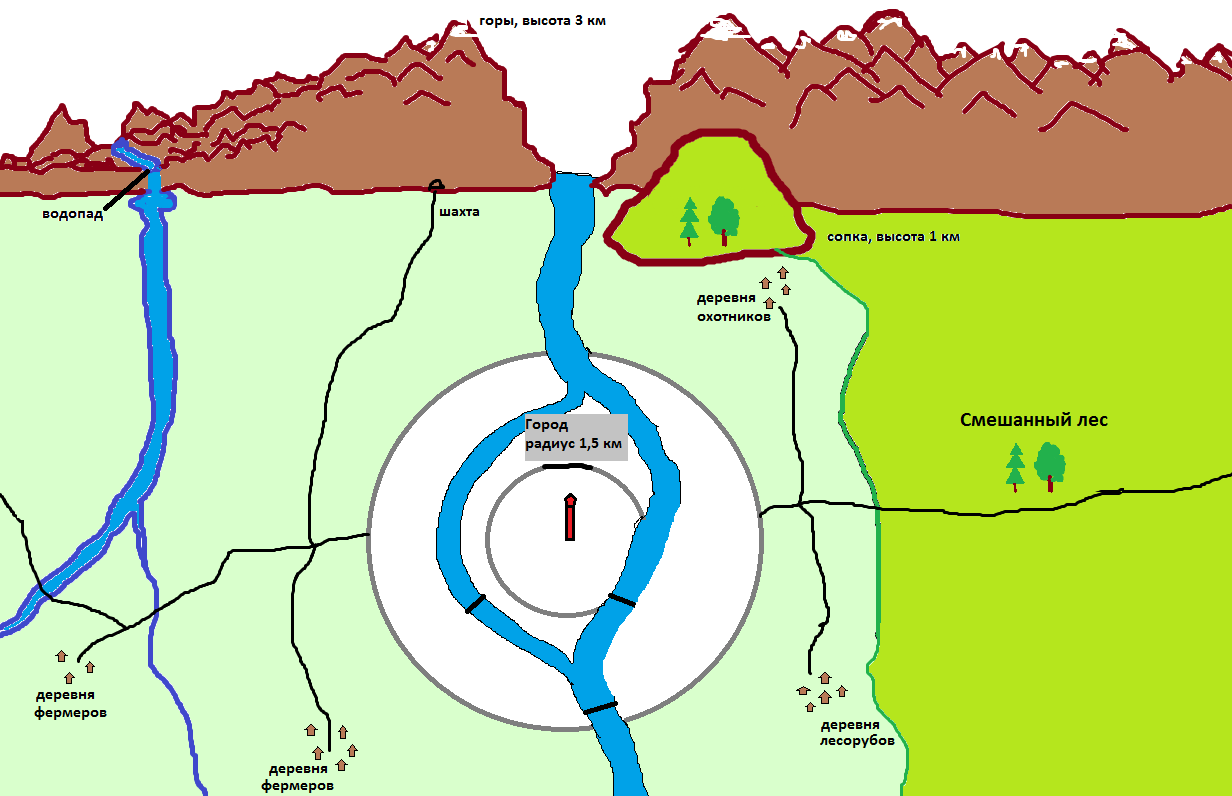 горы, высота 3 км
водопад
шахта
сопка, высота 1 км
деревня
охотников
Смешанный лес
Город
радиус 1,5 км
деревня
фермеров
деревня
лесорубов
деревня
фермеров